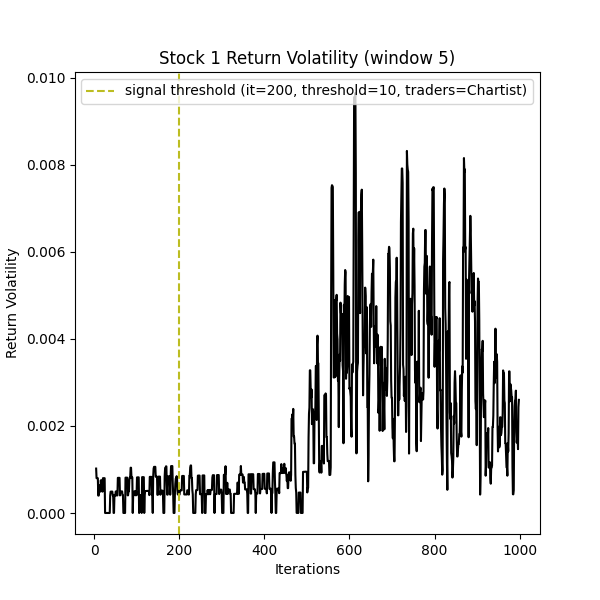 Stock 1 Return Volatility (window 5)
signal threshold (it=200, threshold=10, traders=Chartist)
0.010
0.008
0.006
0.004
0.002
0.000
Return Volatility
0 200 400 600 800 1000
Iterations